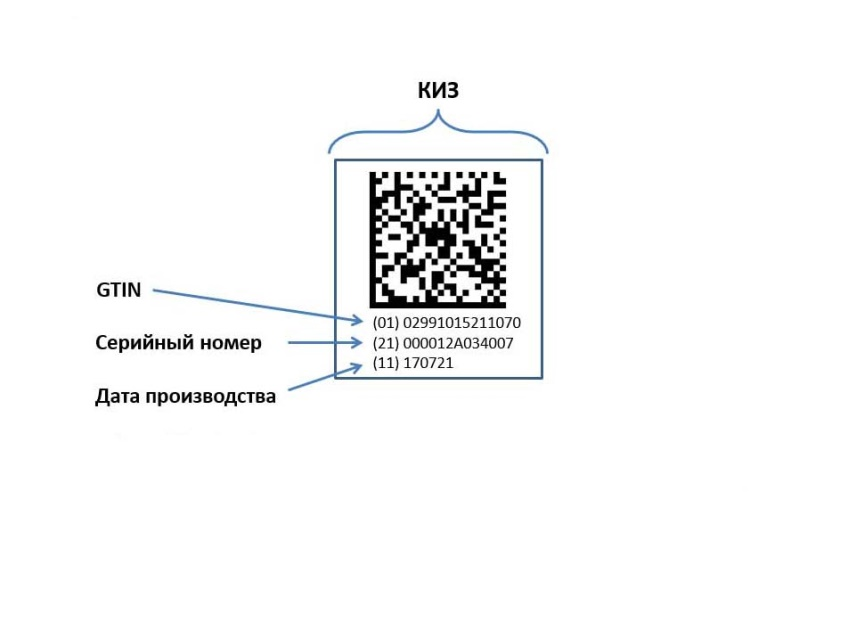 КИЗ
GTIN
(01) 02991015211070
Серийный номер
(21) 000012A034007
(11) 170721
Дата производства